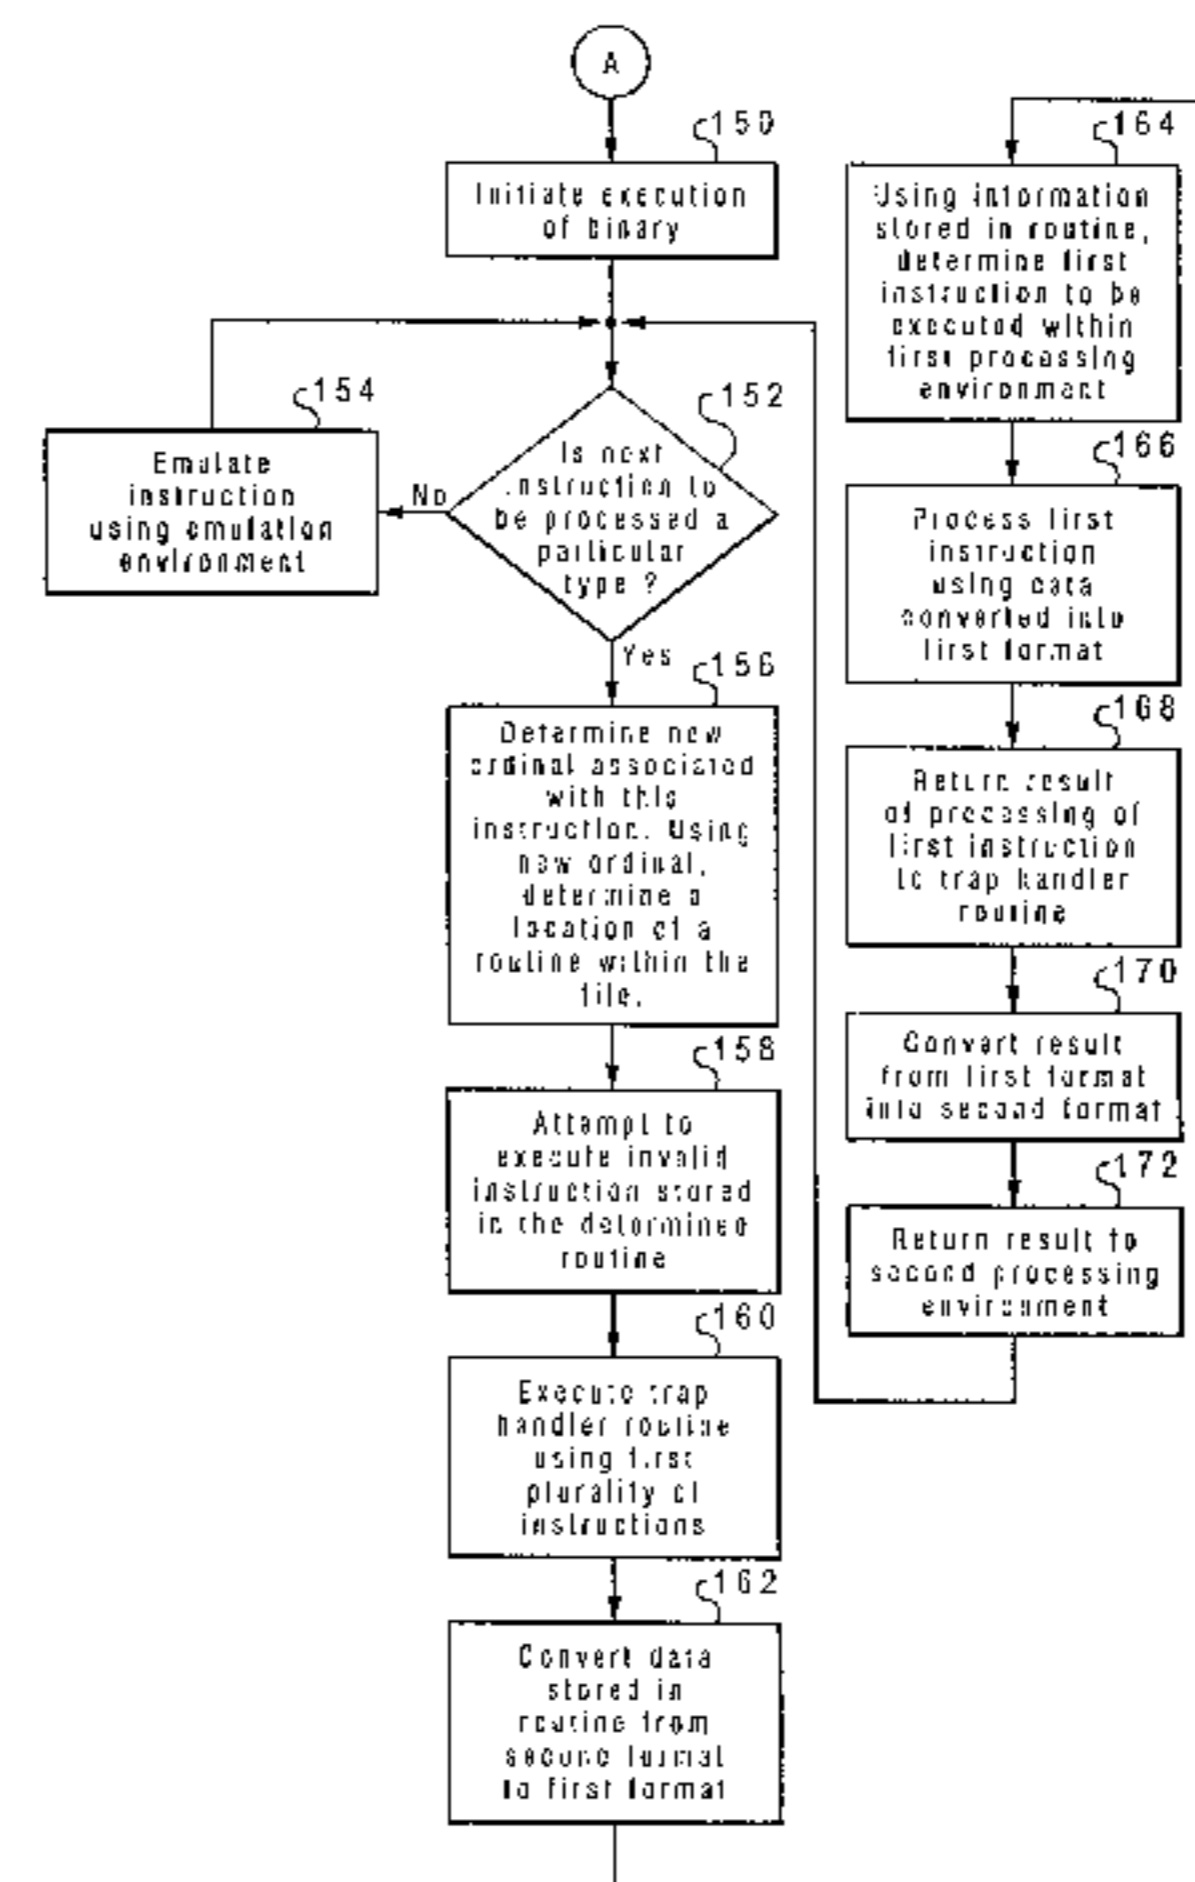 A
150
Initiate execution
of binary
154
Emulate
instruction
using emulation
environment
No
152
Is next
instruction to
be processed a
particular
type ?
Yes
156
Determine new
ordinal associated
with this
instruction. Using
new ordinal,
determine a
location of a
routine within the
file.
158
Attempt to
execute invalid
instruction stored
in the determined
routine
160
Execute trap
handler routine
using first
plurality of
instructions
162
Convert data
stored in
routine from
second format
to first format
164
Using information
stored in routine,
determine first
instruction to be
executed within
first processing
environment
166
Process first
instruction
using data
converted into
first format
168
Return result
of processing of
first instruction
to trap handler
routine
170
Convert result
from first format
into second format
172
Return result to
second processing
environment